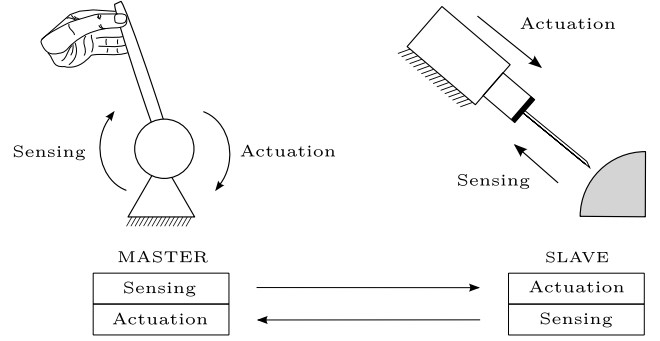 Actuation
Sensing
Actuation
Sensing
MASTER
SLAVE
Sensing
Actuation
Actuation
Sensing